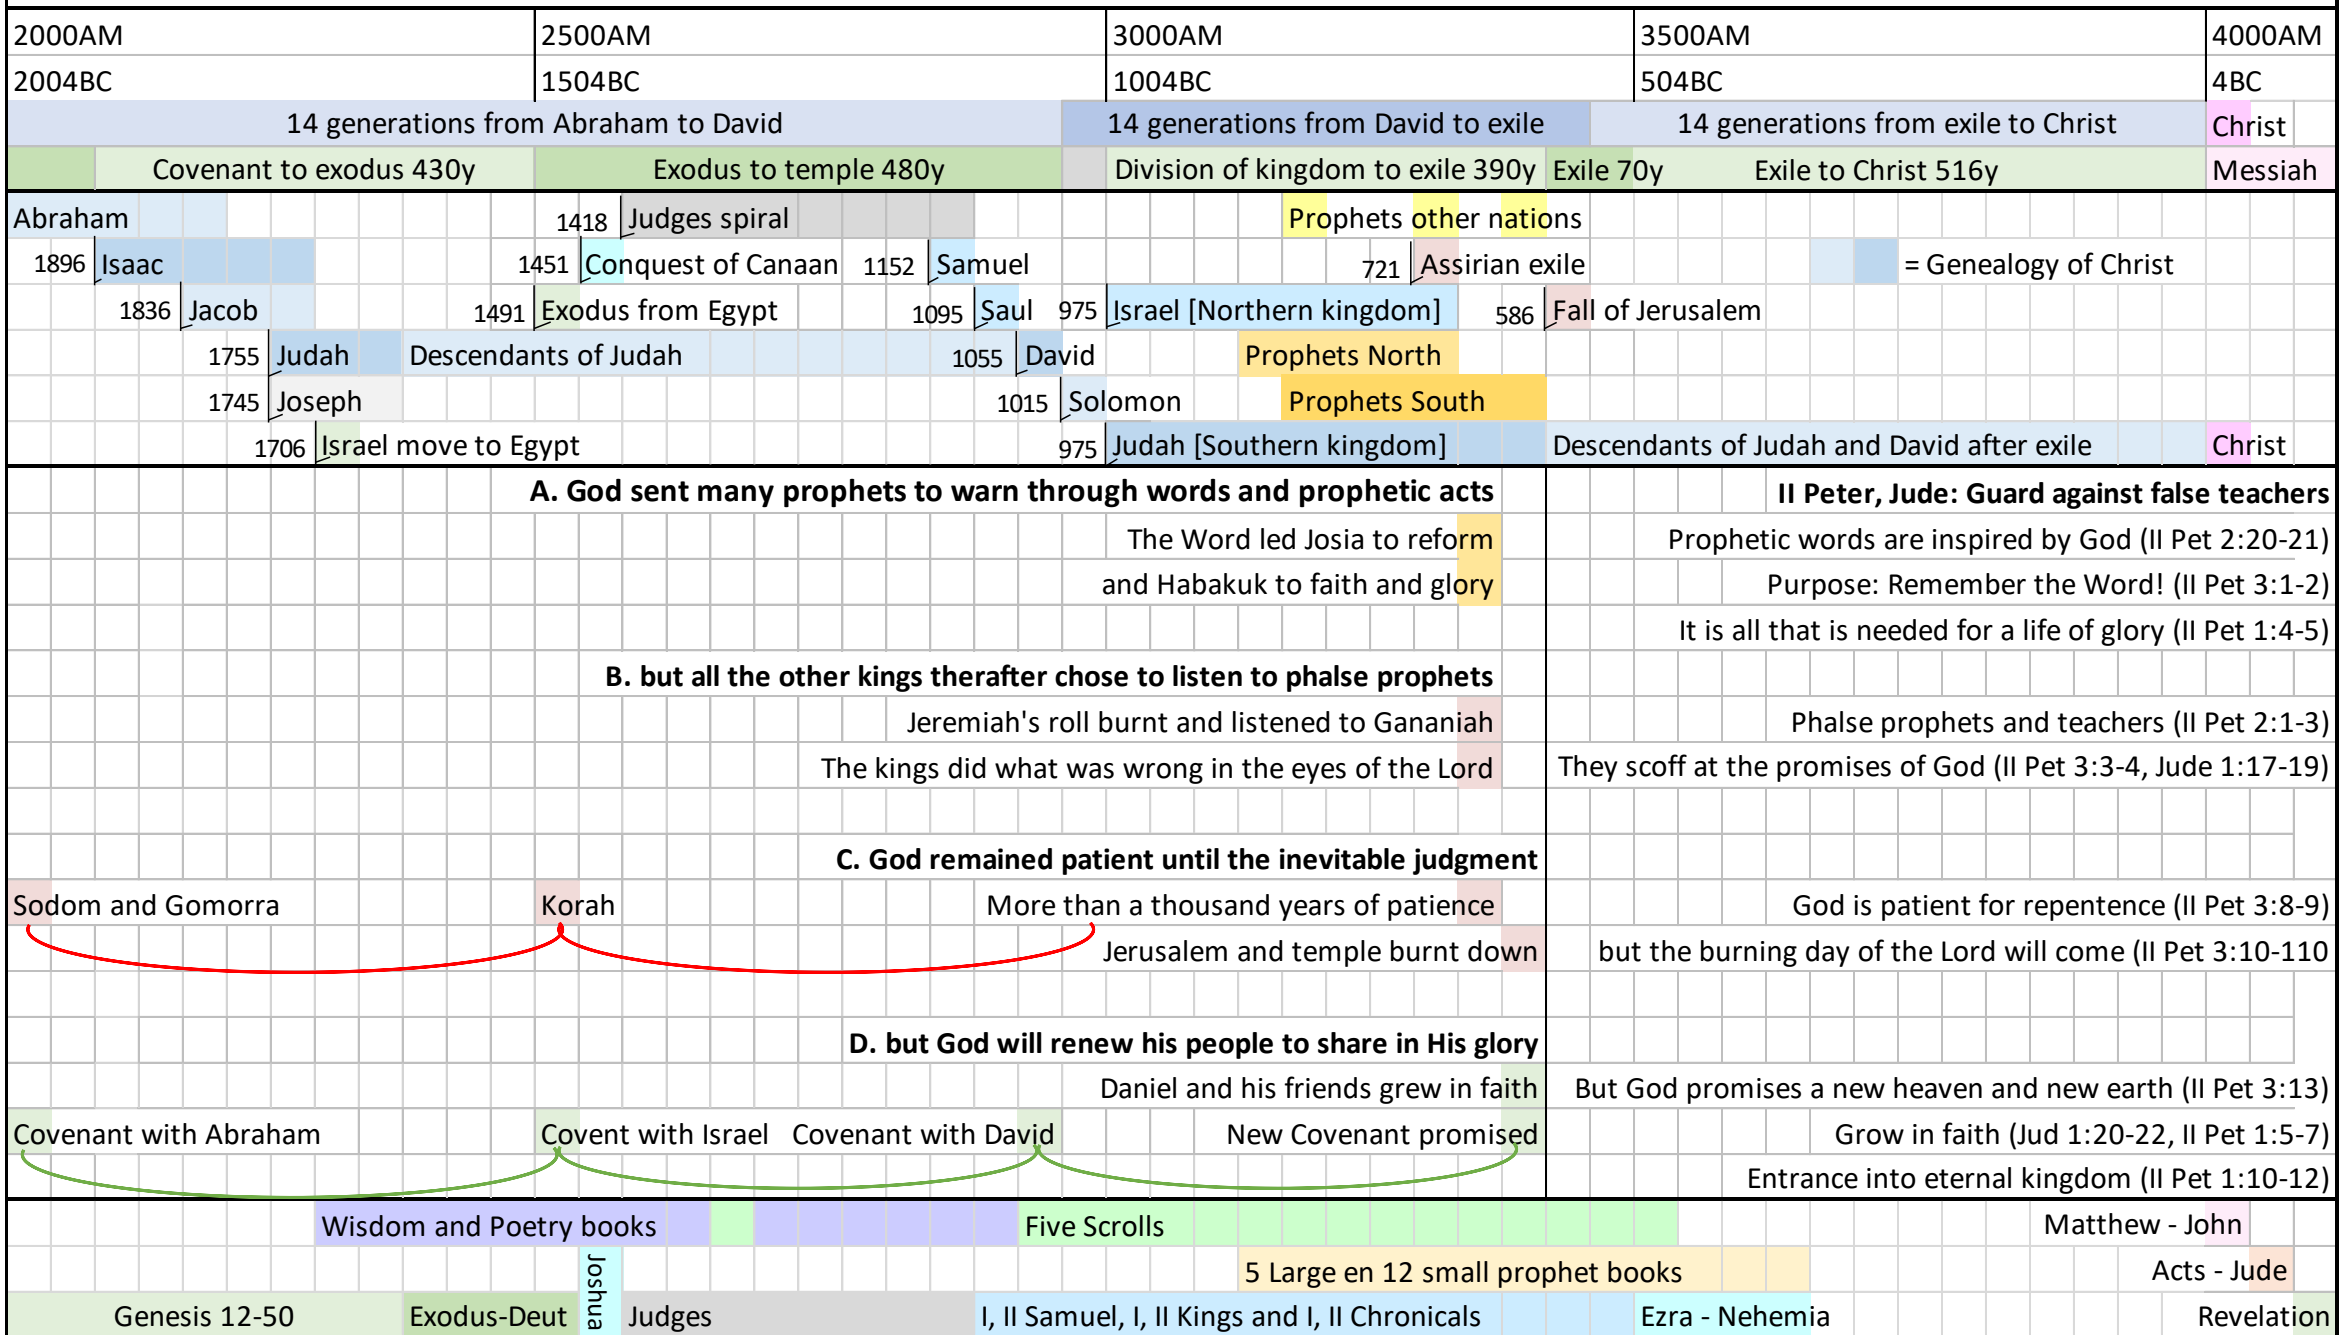 2000AM 2500AM 3000AM 3500AM 4000AM
2004BC 1504BC 1004BC 504BC 4BC
14 generations from Abraham to David 14 generations from David to exile 14 generations from exile to Christ Christ
Covenant to exodus 430y Exodus to temple 480y Division of kingdom to exile 390y Exile 70y Exile to Christ 516y Messiah
Abraham 1418 Judges spiral Prophets other nations
1896 Isaac 1451 Conquest of Canaan 1152 Samuel 721 Assirian exile = Genealogy of Christ
1836 Jacob 1491 Exodus from Egypt 1095 Saul 975 Israel [Northern kingdom] 586 Fall of Jerusalem
1755 Judah Descendants of Judah 1055 David Prophets North
1745 Joseph 1015 Solomon Prophets South
1706 Israel move to Egypt 975 Judah [Southern kingdom] Descendants of Judah and David after exile Christ
A. God sent many prophets to warn through words and prophetic acts II Peter, Jude: Guard against false teachers
The Word led Josia to reform Prophetic words are inspired by God (II Pet 2:20-21)
and Habakuk to faith and glory Purpose: Remember the Word! (II Pet 3:1-2)
It is all that is needed for a life of glory (II Pet 1:4-5)
B. but all the other kings therafter chose to listen to phalse prophets
Jeremiah's roll burnt and listened to Gananiah Phalse prophets and teachers (II Pet 2:1-3)
The kings did what was wrong in the eyes of the Lord They scoff at the promises of God (II Pet 3:3-4, Jude 1:17-19)
C. God remained patient until the inevitable judgment
Sodom and Gomorra Korah More than a thousand years of patience God is patient for repentence (II Pet 3:8-9)
Jerusalem and temple burnt down but the burning day of the Lord will come (II Pet 3:10-110
D. but God will renew his people to share in His glory
Daniel and his friends grew in faith But God promises a new heaven and new earth (II Pet 3:13)
Covenant with Abraham Covent with Israel Covenant with David New Covenant promised Grow in faith (Jud 1:20-22, II Pet 1:5-7)
Entrance into eternal kingdom (II Pet 1:10-12)
Wisdom and Poetry books Five Scrolls Matthew - John
Joshua 5 Large en 12 small prophet books Acts - Jude
Genesis 12-50 Exodus-Deut Judges I, II Samuel, I, II Kings and I, II Chronicals Ezra - Nehemia Revelation